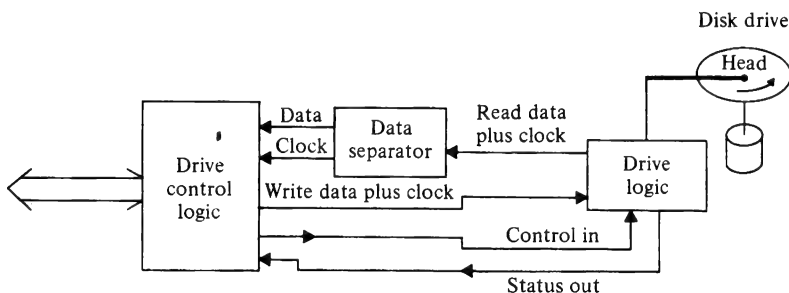 Disk drive
Head
Data
Clock
Data
separator
Read data
plus clock
Drive
control
logic
Drive
logic
Write data plus clock
Control in
Status out